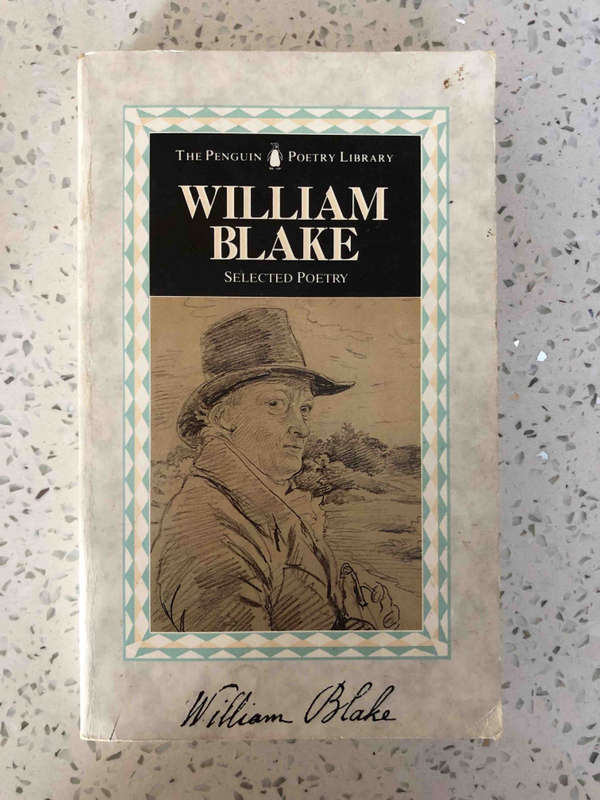 THE PENGUIN POETRY LIBRARY
WILLIAM
BLAKE
SELECTED POETRY
William Blake